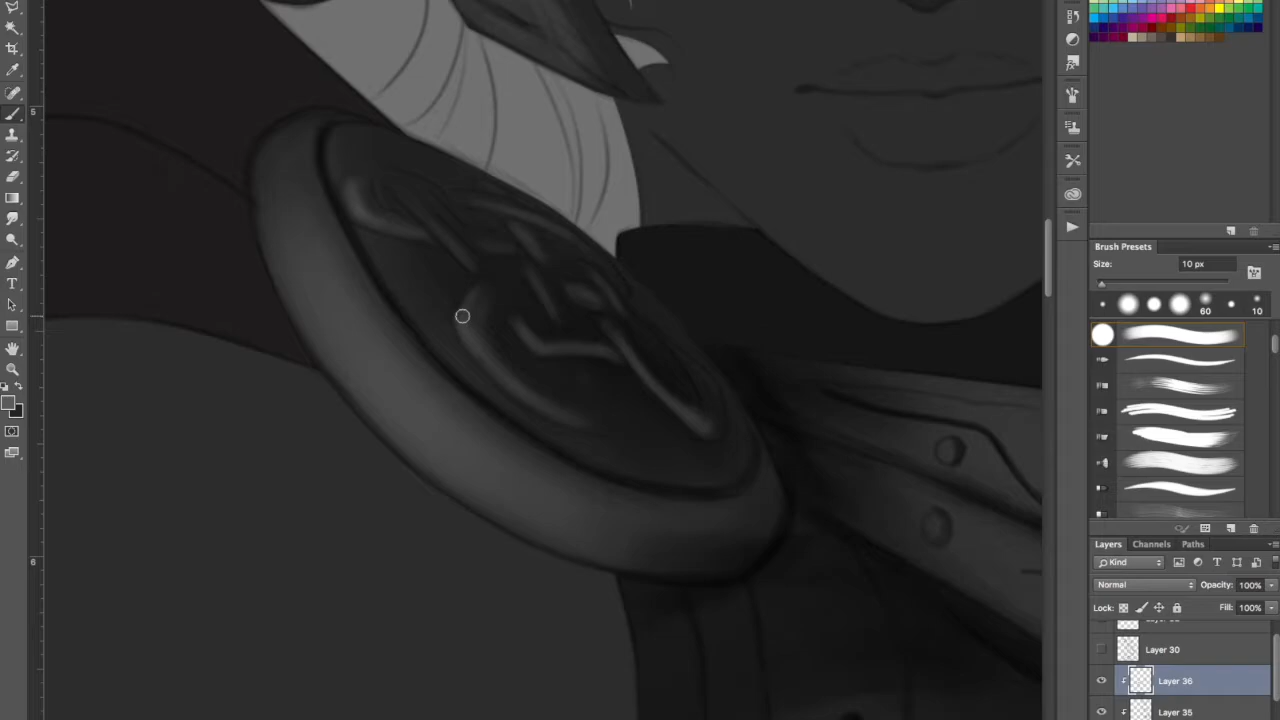 5
6
Brush Presets
Size: 10 px
60 10
Layers Channels Paths
Kind
Normal Opacity: 100%
Lock: Fill: 100%
Layer 30
Layer 36
Layer 35